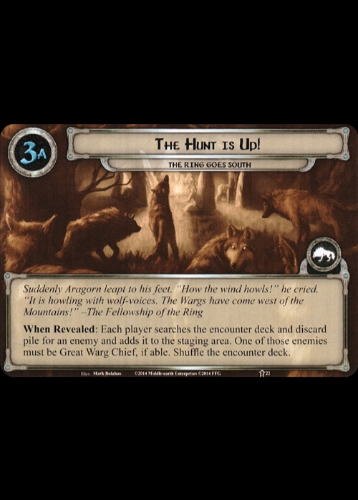 3A
THE HUNT IS UP!
THE RING GOES SOUTH
Suddenly Aragorn leapt to his feet. "How the wind howls!" he cried.
"It is howling with wolf-voices. The Wargs have come west of the
Mountains!" –The Fellowship of the Ring
When Revealed: Each player searches the encounter deck and discard
pile for an enemy and adds it to the staging area. One of those enemies
must be Great Warg Chief, if able. Shuffle the encounter deck.
Illus. Mark Bulahao ©2014 Middle-earth Enterprises ©2014 FFG 22